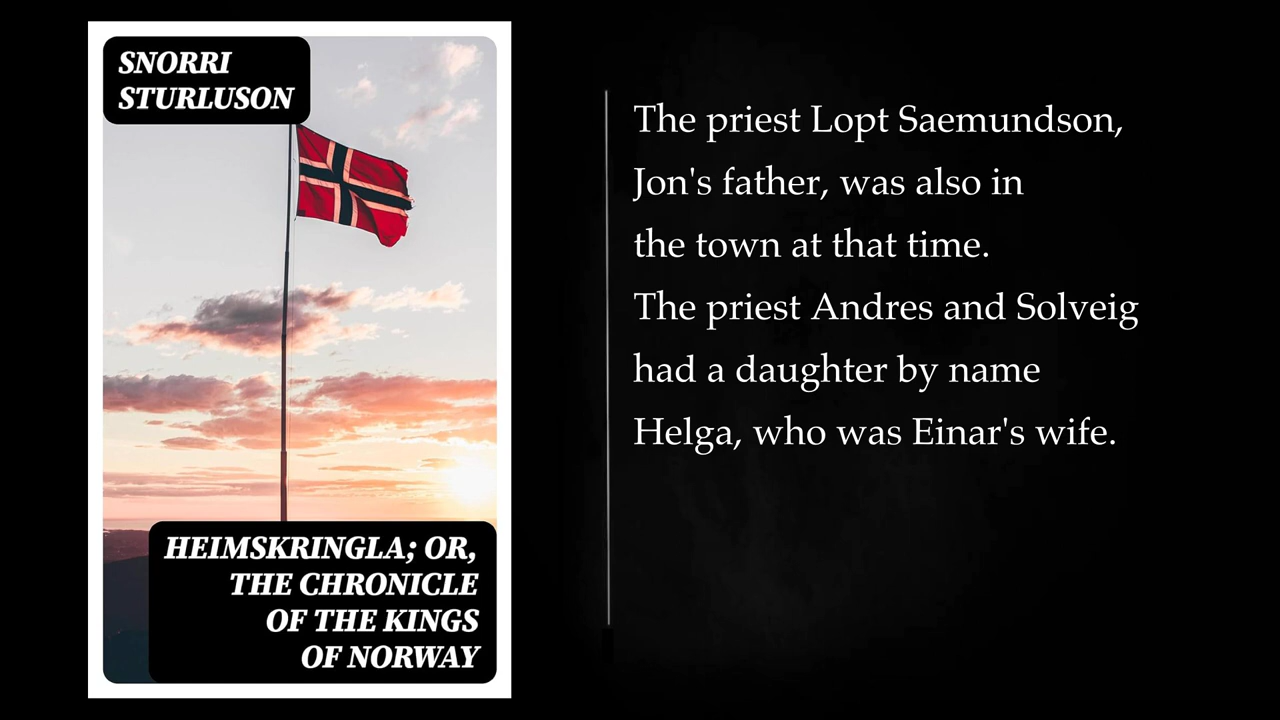 SNORRI
STURLUSON
HEIMSKRINGLA; OR,
THE CHRONICLE
OF THE KINGS
OF NORWAY
The priest Lopt Saemundson,
Jon's father, was also in
the town at that time.
The priest Andres and Solveig
had a daughter by name
Helga, who was Einar's wife.